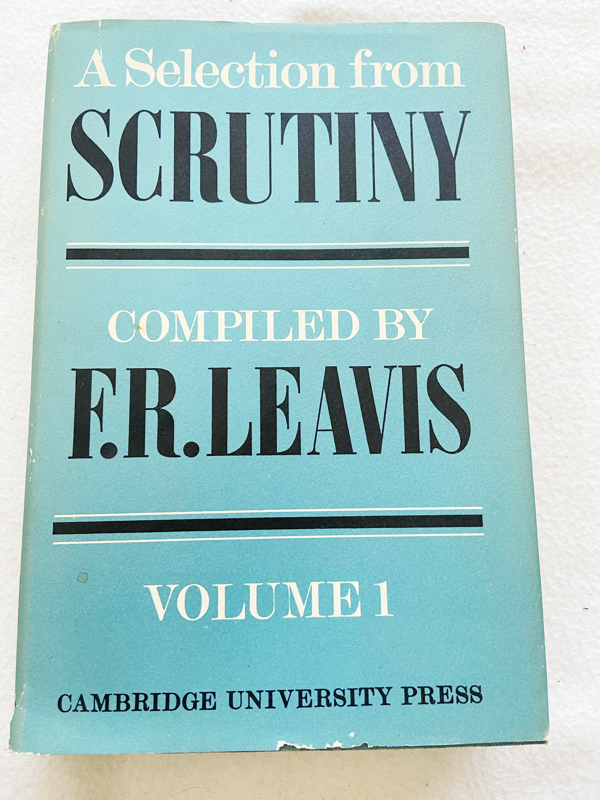 A Selection from
SCRUTINY
COMPILED BY
F.R.LEAVIS
VOLUME 1
CAMBRIDGE UNIVERSITY PRESS